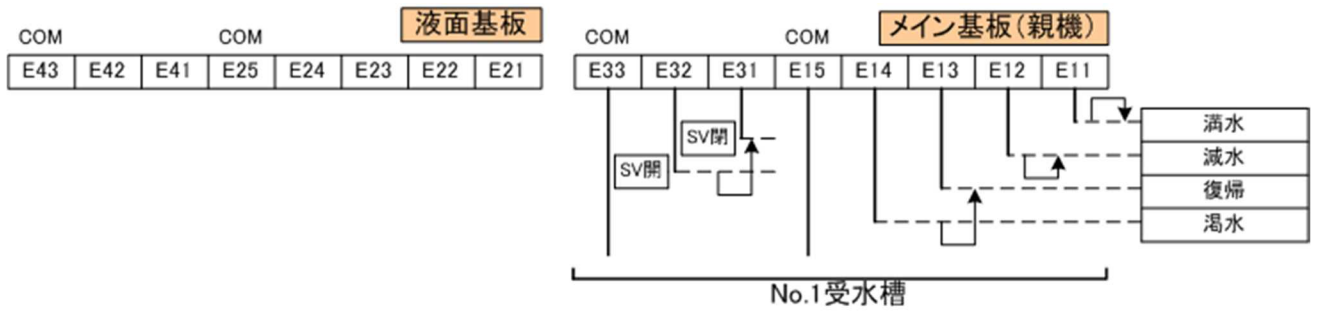 液面基板
メイン基板(親機)
COM COM COM COM
E43 E42 E41 E25 E24 E23 E22 E21 E33 E32 E31 E15 E14 E13 E12 E11
満水
SV閉
減水
SV開
復帰
渇水
No.1受水槽